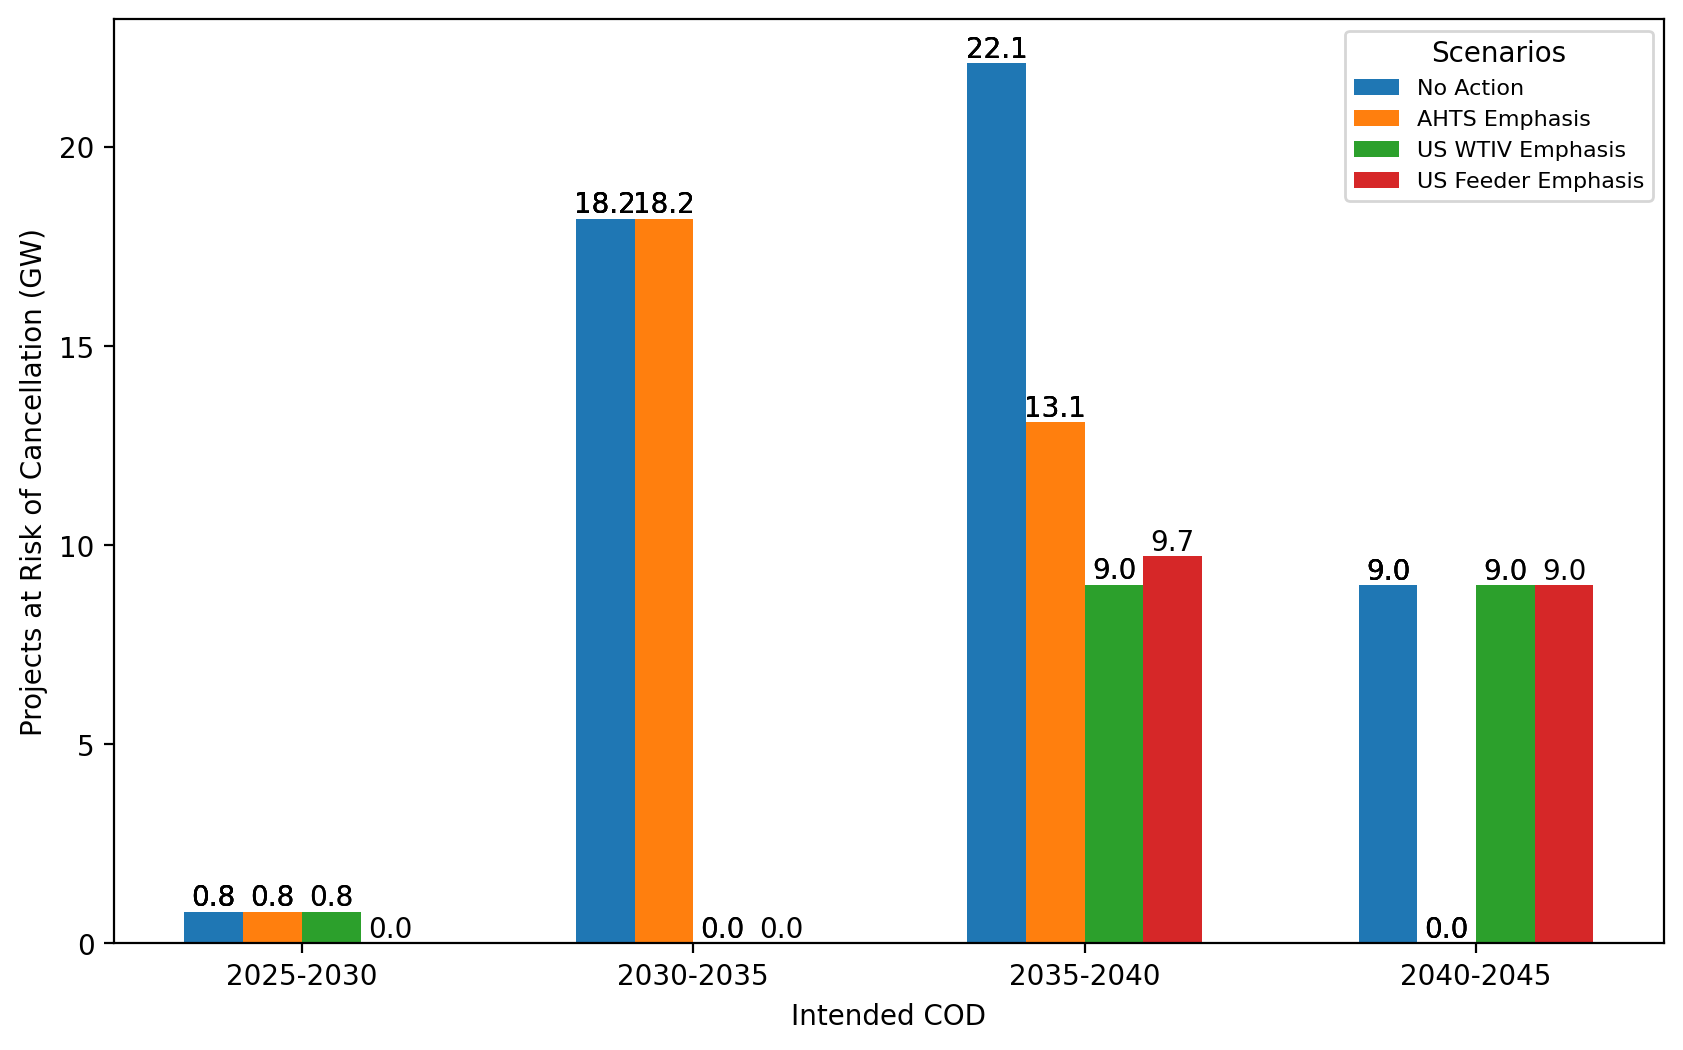 Scenarios
No Action
AHTS Emphasis
US WTIV Emphasis
US Feeder Emphasis
Projects at Risk of Cancellation (GW)
20
15
10
5
0
0.8 0.8 0.8 0.0
18.2 18.2 0.0 0.0
22.1 13.1 9.0 9.7
9.0 0.0 9.0 9.0
2025-2030 2030-2035 2035-2040 2040-2045
Intended COD